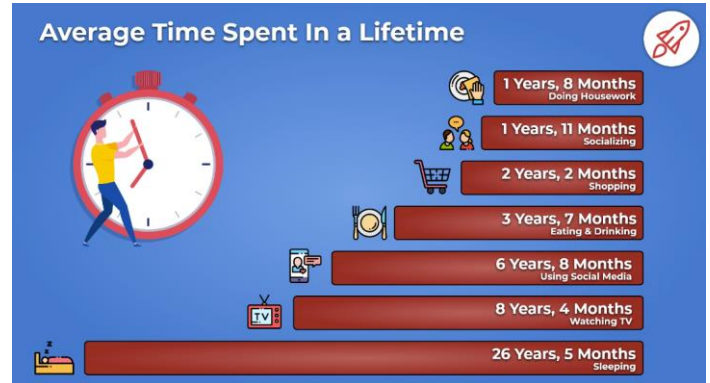 Average Time Spent In a Lifetime
1 Years, 8 Months
Doing Housework
1 Years, 11 Months
Socializing
2 Years, 2 Months
Shopping
3 Years, 7 Months
Eating & Drinking
6 Years, 8 Months
Using Social Media
TV
8 Years, 4 Months
Watching TV
z
z
26 Years, 5 Months
Sleeping